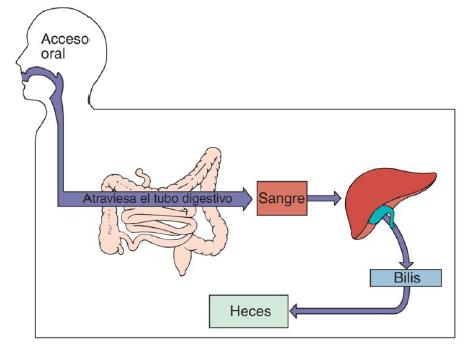 Acceso
oral
Atraviesa el tubo digestivo
Sangre
Bilis
Heces